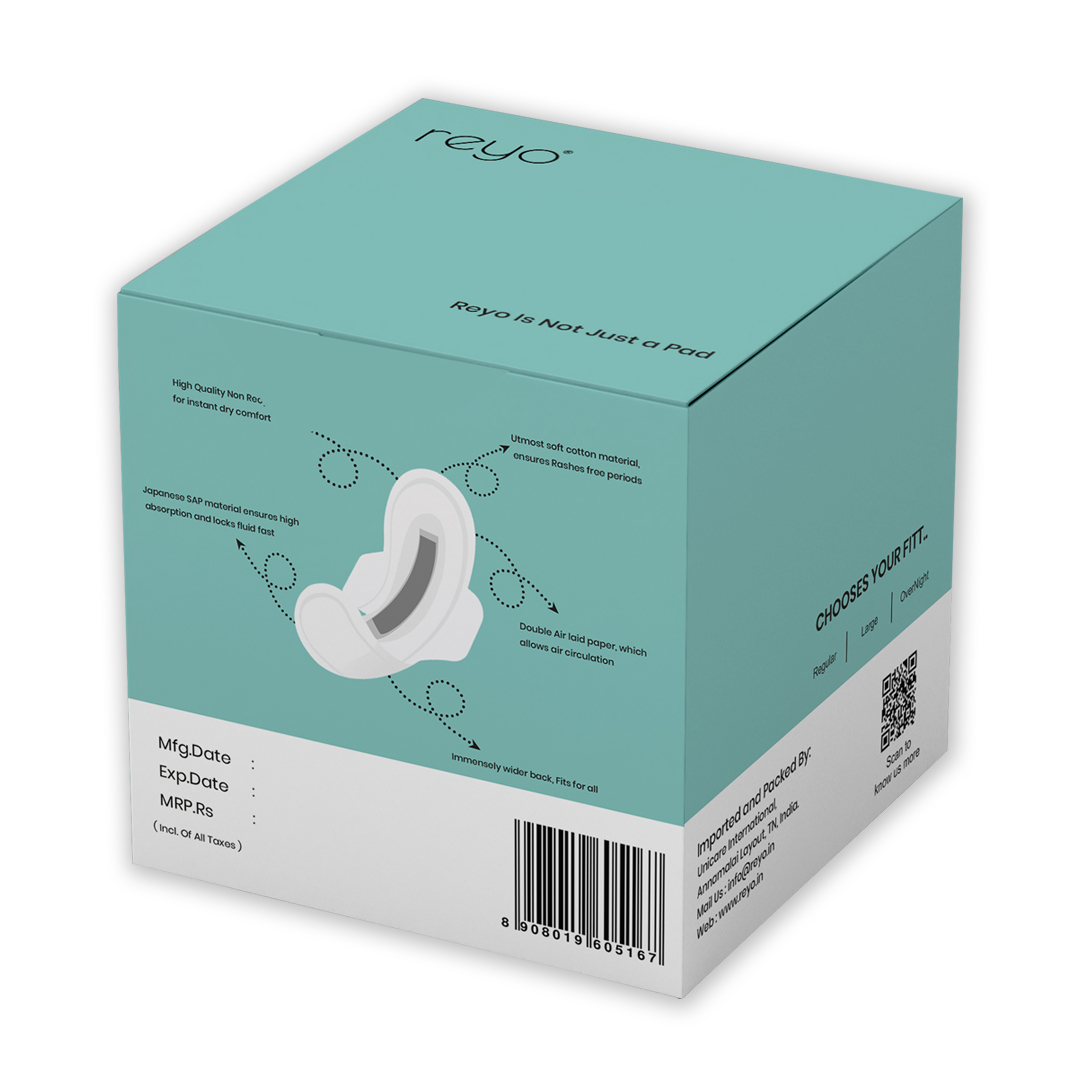 reyo®
Reyo Is Not Just a Pad
High Quality Non
for instant dry comfort
Utmost soft cotton material,
ensures Rashes free periods
Japanese SAP material ensures high
absorption and locks fluid fast
Double Air laid paper, which
allows air circulation
Immensely wider back, Fits for all
Mfg.Date :
Exp.Date :
MRP.Rs :
( Incl. Of All Taxes )
8 908019 605167
CHOOSES YOUR FITT..
Regular | Large | OverNight
Scan to
know us more
Imported and Packed By:
Unicare International,
Annamalai Layout, TN, India.
Mail Us : info@reyo.in
Web : www.reyo.in